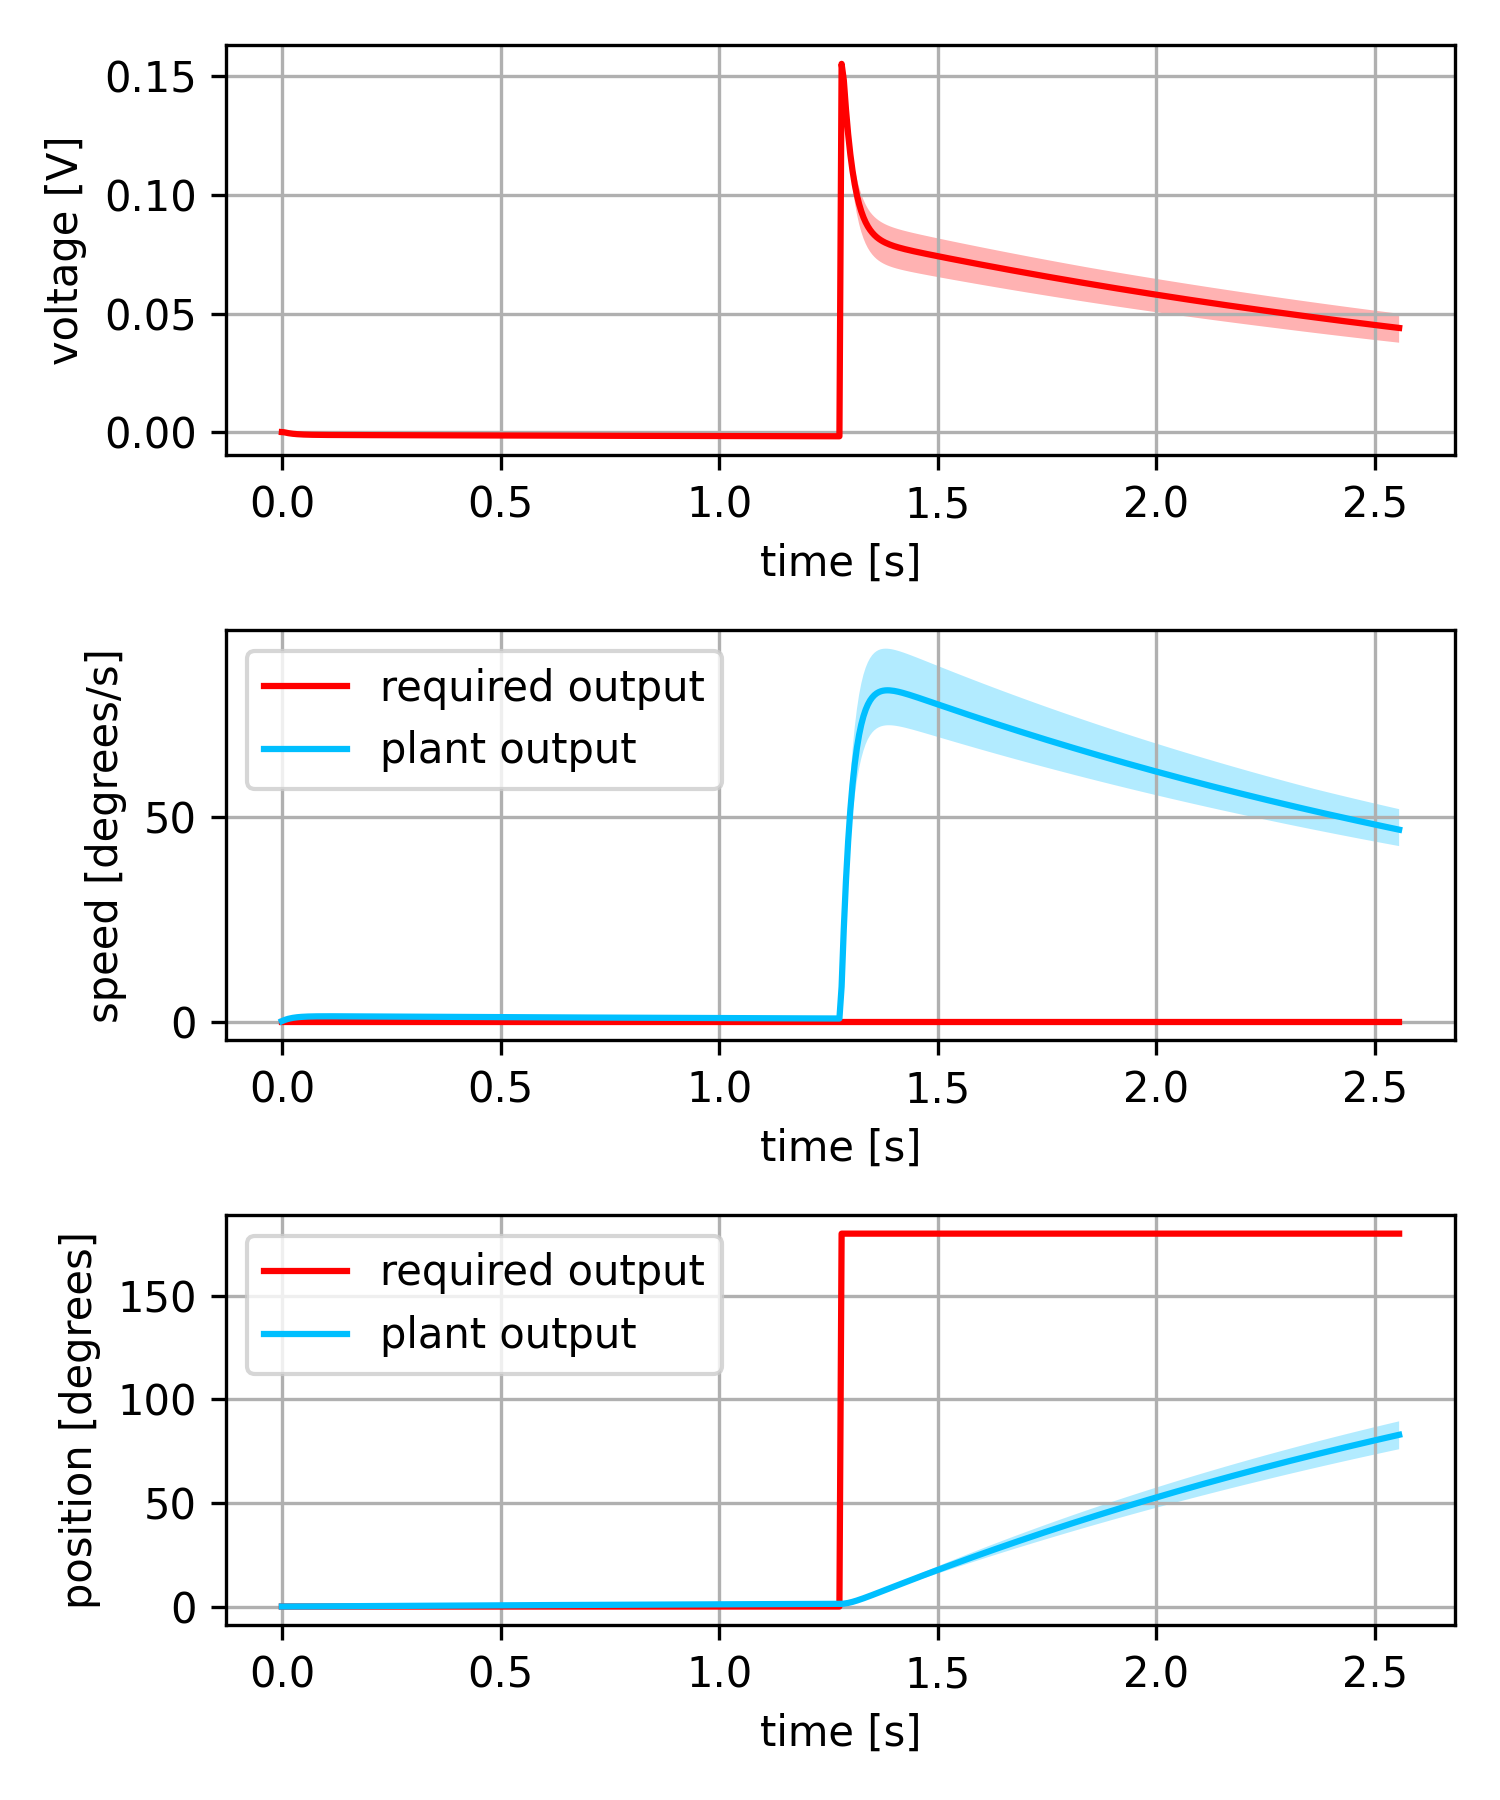 voltage [V]
0.15
0.10
0.05
0.00
0.0 0.5 1.0 1.5 2.0 2.5
time [s]
speed [degrees/s]
required output
plant output
50
0
0.0 0.5 1.0 1.5 2.0 2.5
time [s]
position [degrees]
required output
plant output
150
100
50
0
0.0 0.5 1.0 1.5 2.0 2.5
time [s]